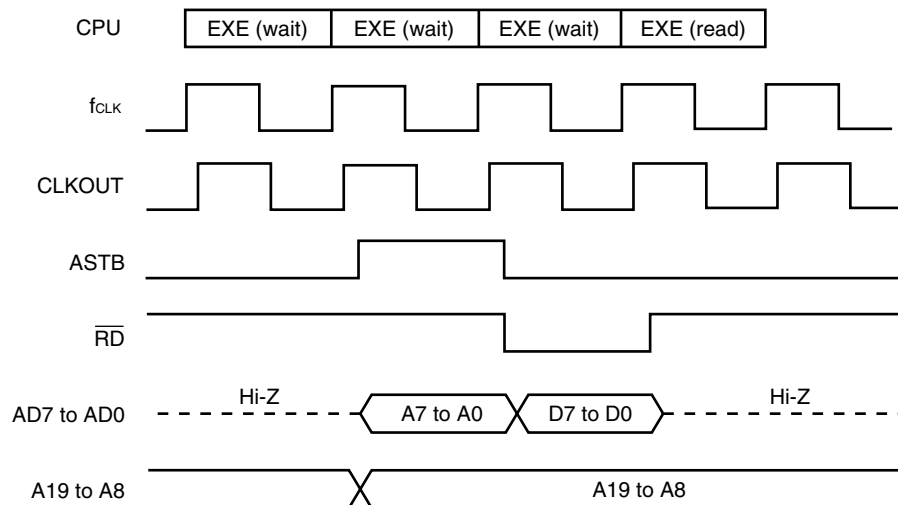 CPU EXE (wait) EXE (wait) EXE (wait) EXE (read)
fCLK
CLKOUT
ASTB
RD
Hi-Z Hi-Z
AD7 to AD0 A7 to A0 D7 to D0
A19 to A8 A19 to A8